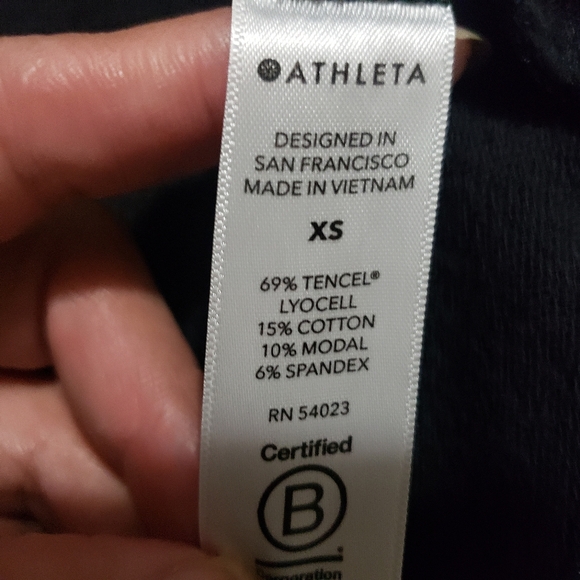 ATHLETA
DESIGNED IN
SAN FRANCISCO
MADE IN VIETNAM
XS
69% TENCEL®
LYOCELL
15% COTTON
10% MODAL
6% SPANDEX
RN 54023
Certified
B
Corporation